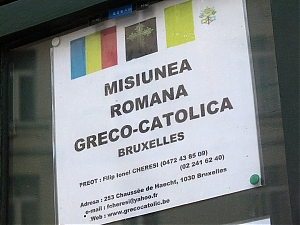 MISIUNEA
ROMANA
GRECO-CATOLICA
BRUXELLES
PREOT : Filip Ionel CHERESI (0472 43 85 09)
(02 241 62 40)
Adresa : 253 Chaussée de Haecht, 1030 Bruxelles
e-mail : fcheresi@yahoo.fr
Web : www.grecocatolic.be